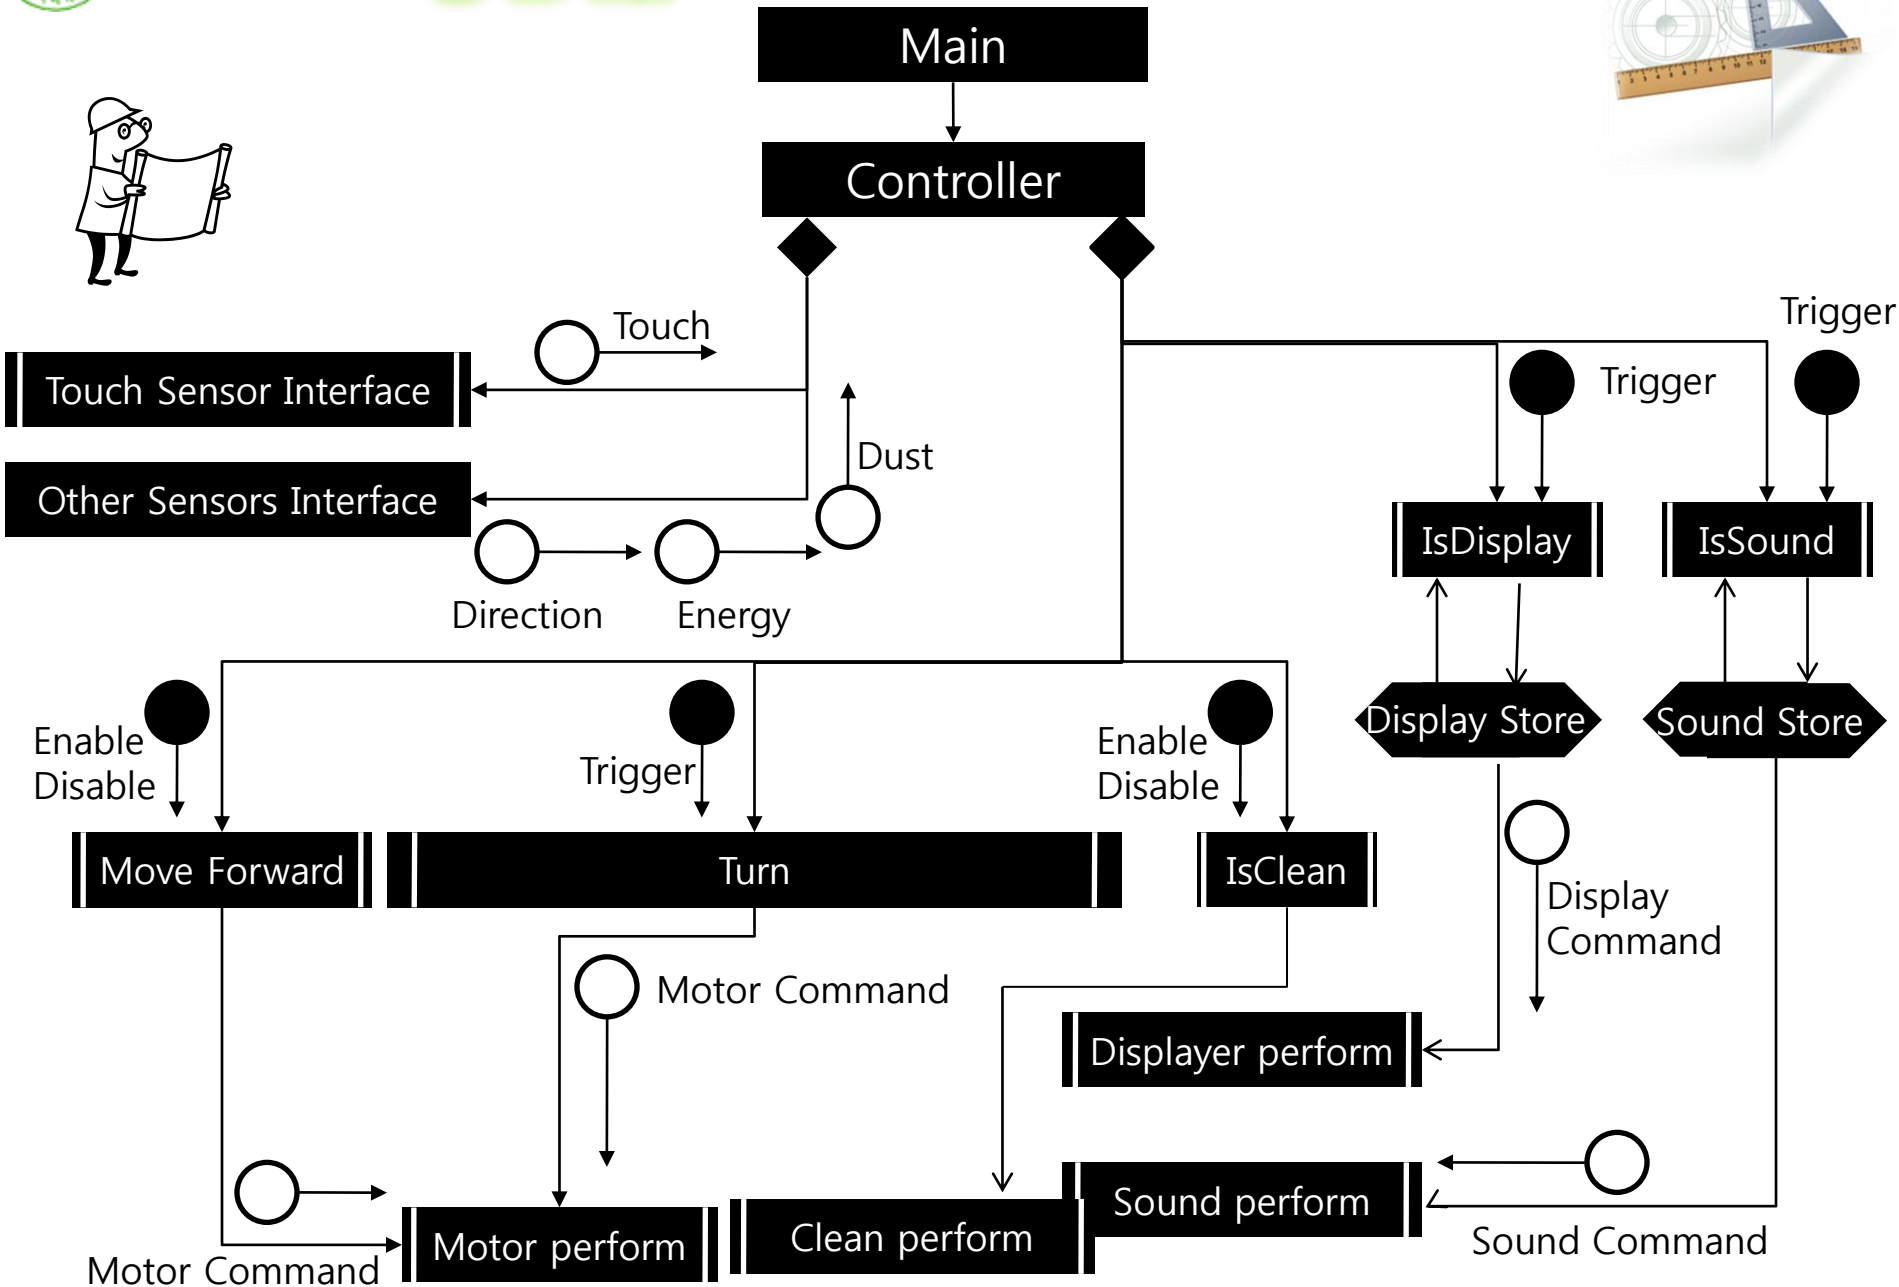 Main
Controller
Touch
Trigger
Touch Sensor Interface
Trigger
Dust
Other Sensors Interface
IsDisplay
IsSound
Direction
Energy
Display Store
Sound Store
Enable
Disable
Trigger
Enable
Disable
Move Forward
Turn
IsClean
Display
Command
Motor Command
Displayer perform
Sound perform
Clean perform
Motor perform
Sound Command
Motor Command